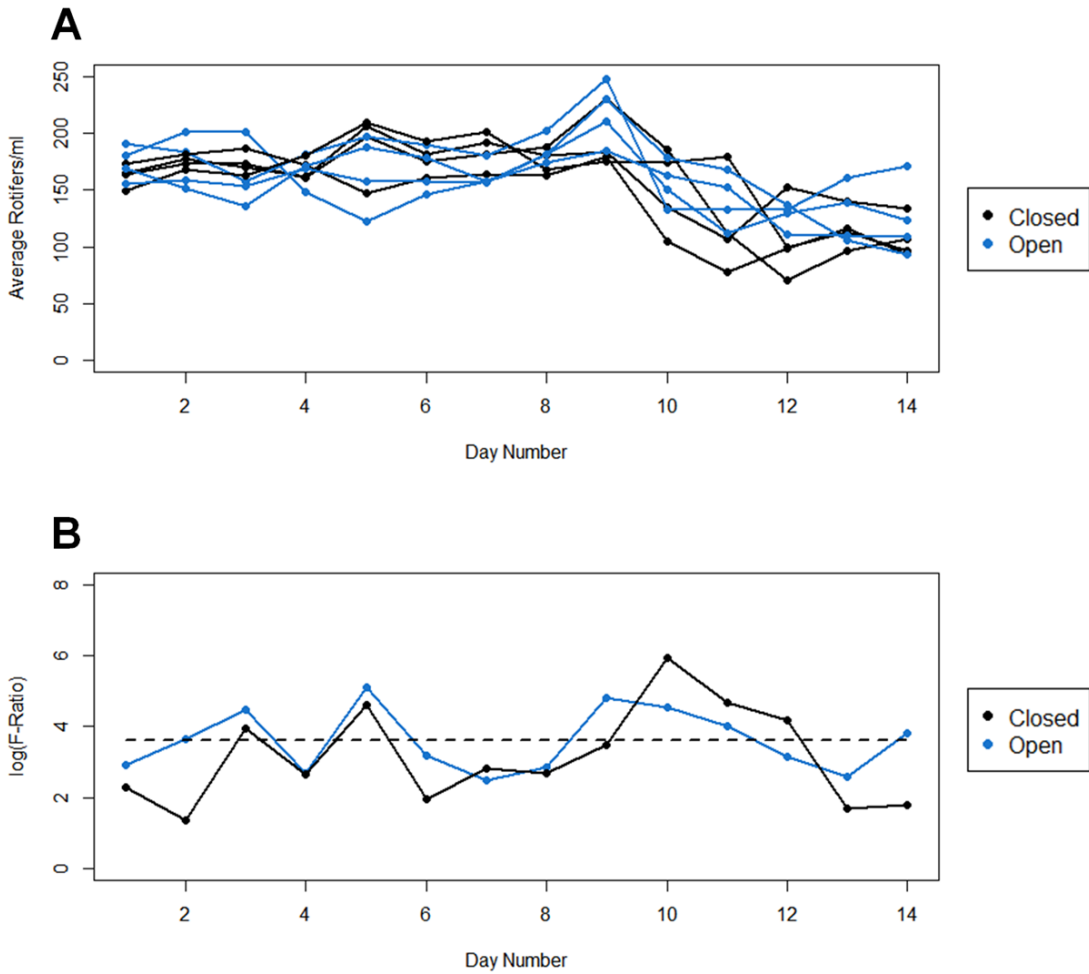 A
Average Rotifers/ml
250
200
150
100
50
0
2 4 6 8 10 12 14
Day Number
Closed
Open
B
log(F-Ratio)
8
6
4
2
0
2 4 6 8 10 12 14
Day Number
Closed
Open